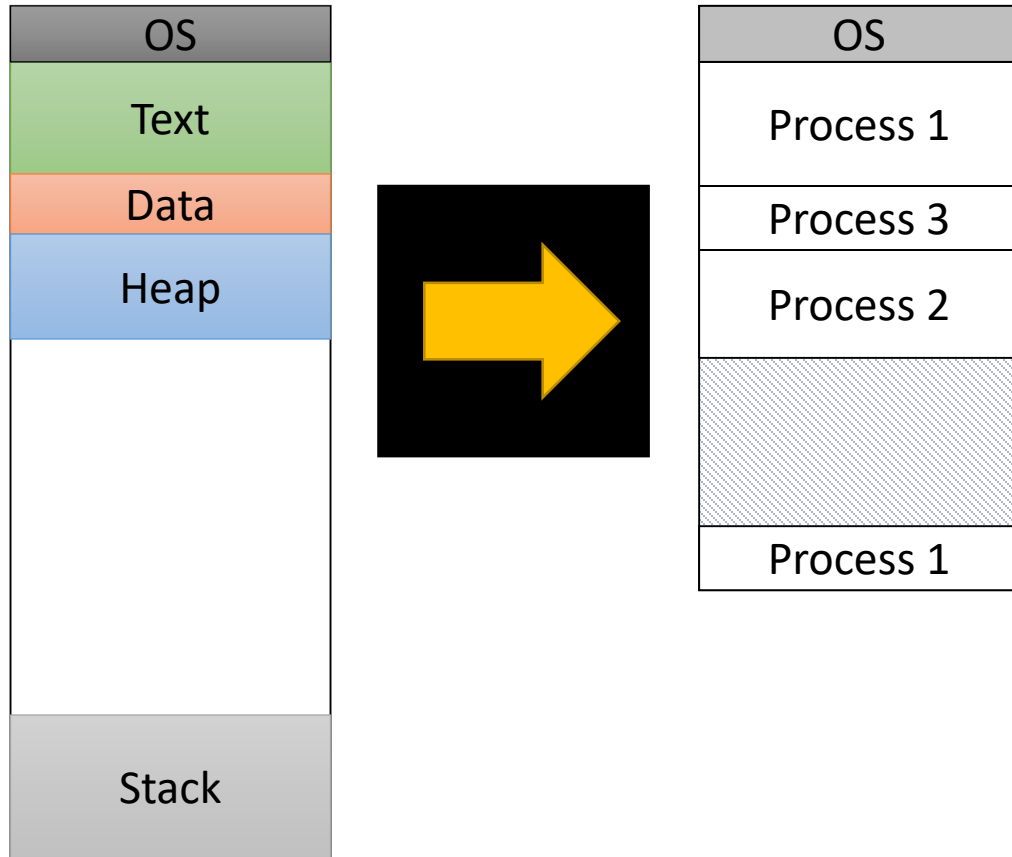 OS
Text
Data
Heap
Stack
OS
Process 1
Process 3
Process 2
Process 1